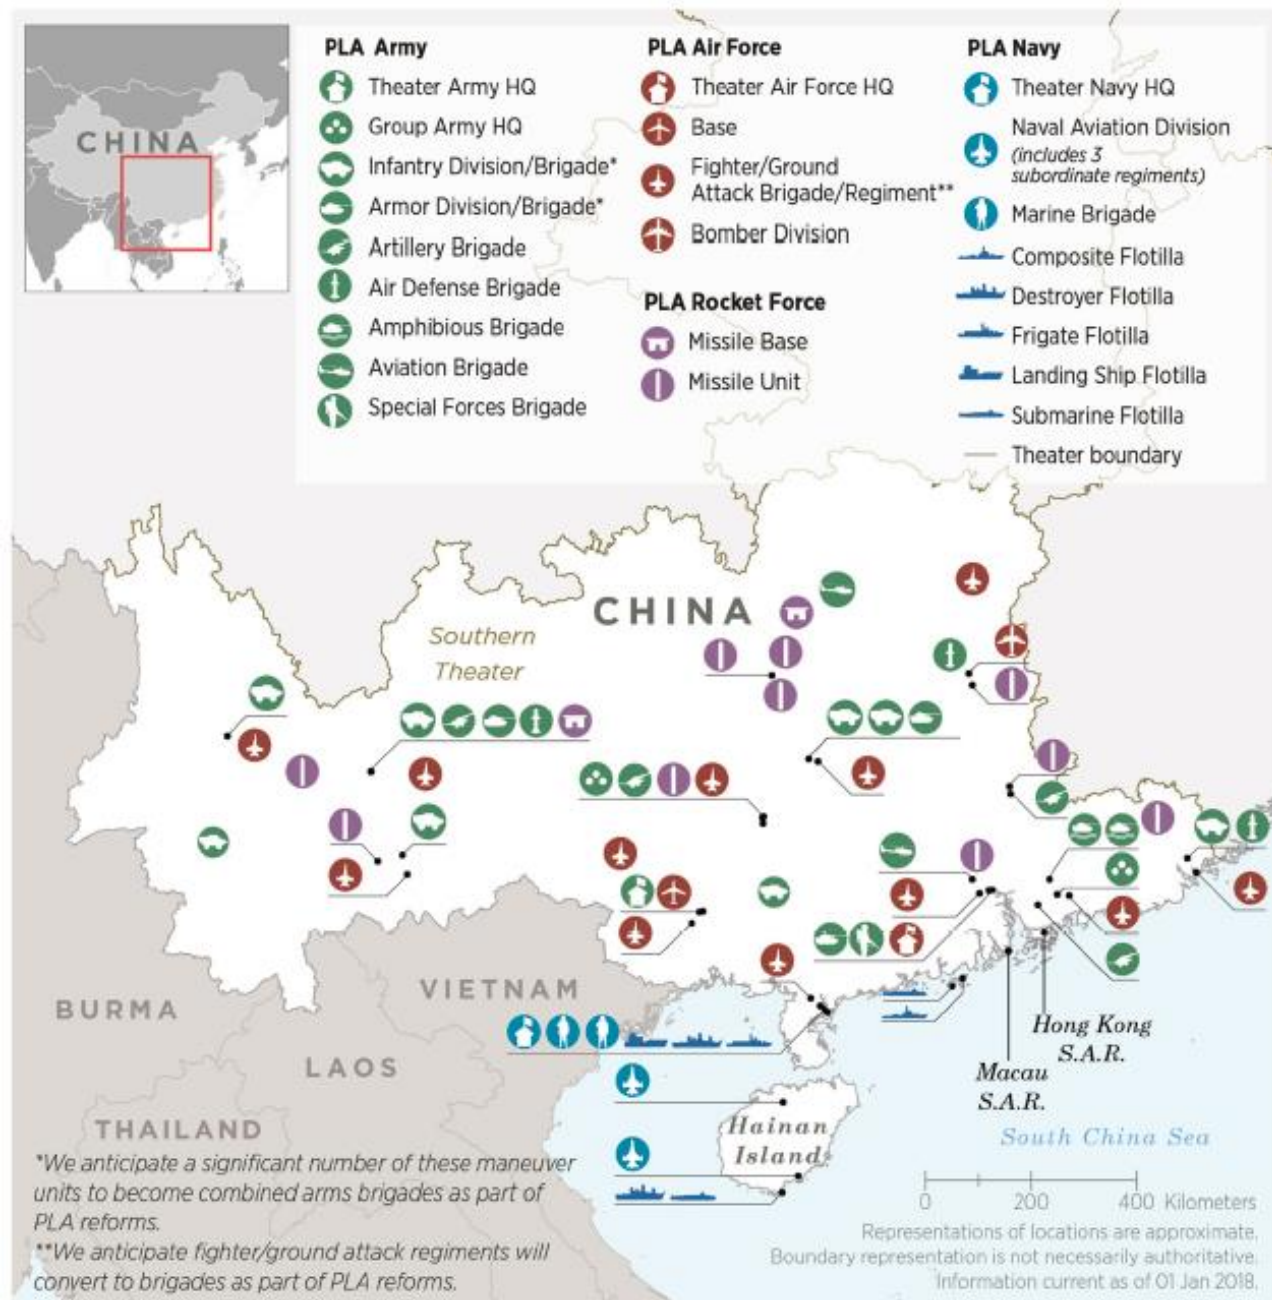 CHINA
PLA Army
Theater Army HQ
Group Army HQ
Infantry Division/Brigade*
Armor Division/Brigade*
Artillery Brigade
Air Defense Brigade
Amphibious Brigade
Aviation Brigade
Special Forces Brigade
PLA Air Force
Theater Air Force HQ
Base
Fighter/Ground
Attack Brigade/Regiment**
Bomber Division
PLA Rocket Force
Missile Base
Missile Unit
PLA Navy
Theater Navy HQ
Naval Aviation Division
(includes 3
subordinate regiments)
Marine Brigade
Composite Flotilla
Destroyer Flotilla
Frigate Flotilla
Landing Ship Flotilla
Submarine Flotilla
Theater boundary
CHINA
Southern
Theater
BURMA
VIETNAM
LAOS
THAILAND
Hong Kong
S.A.R.
Macau
S.A.R.
Hainan
Island
South China Sea
*We anticipate a significant number of these maneuver
units to become combined arms brigades as part of
PLA reforms.
**We anticipate fighter/ground attack regiments will
convert to brigades as part of PLA reforms.
0 200 400 Kilometers
Representations of locations are approximate.
Boundary representation is not necessarily authoritative.
Information current as of 01 Jan 2018.